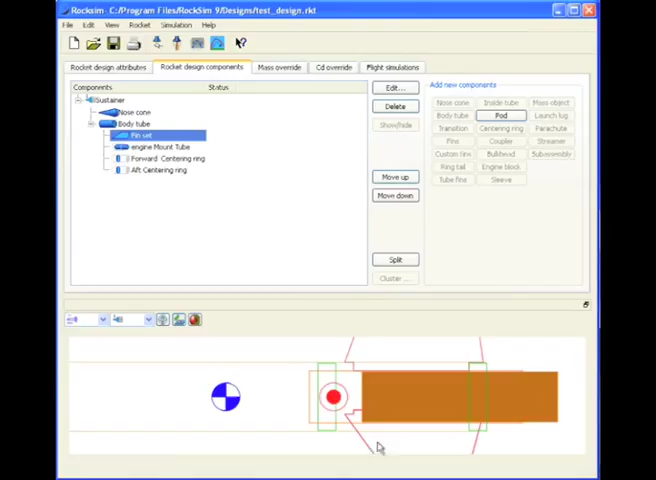 Rocksim- C:/Program Files/RockSim 9/Designs/test_design.rkt
File Edit View Rocket Simulation Help
Rocket design attributes Rocket design components Mass override Cd override Flight simulations
Components Status
Sustainer
Nose cone
Body tube
Fin set
engine Mount Tube
Forward Centering ring
Aft Centering ring
Edit...
Delete
Show/hide
Move up
Move down
Split
Cluster ...
Add new components
Nose cone Inside tube Mass object
Body tube Pod Launch lug
Transition Centering ring Parachute
Fins Coupler Streamer
Custom fins Bulkhead Subassembly
Ring tail Engine block
Tube fins Sleeve